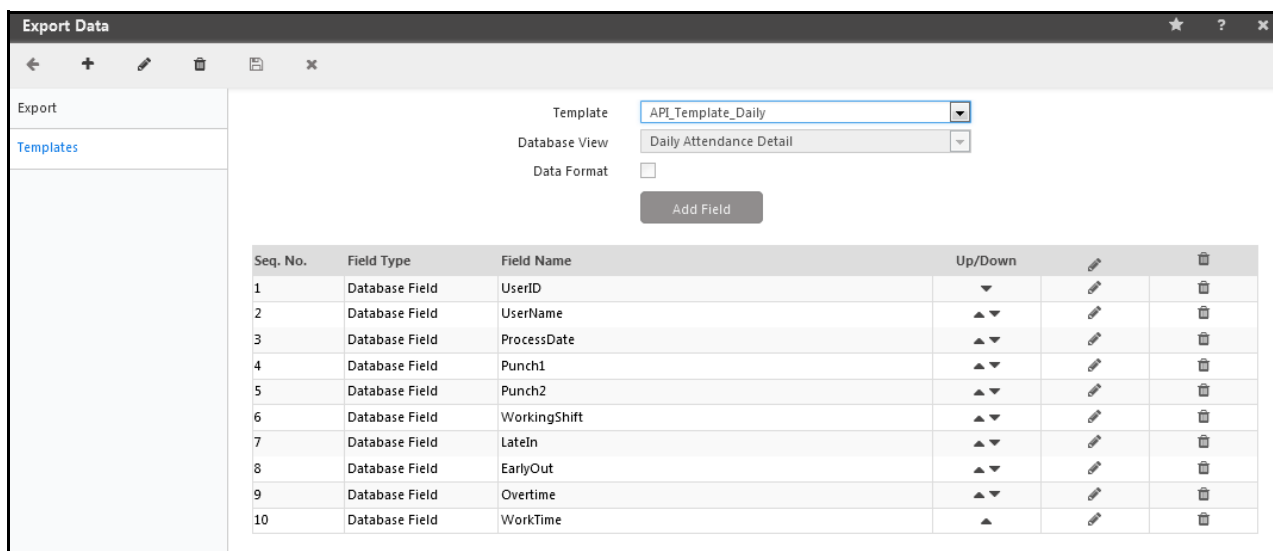 Export Data
?
Export
Templates
Template API_Template_Daily
Database View Daily Attendance Detail
Data Format
Add Field
Seq. No. Field Type Field Name Up/Down
1 Database Field UserID
2 Database Field UserName
3 Database Field ProcessDate
4 Database Field Punch1
5 Database Field Punch2
6 Database Field WorkingShift
7 Database Field LateIn
8 Database Field EarlyOut
9 Database Field Overtime
10 Database Field WorkTime